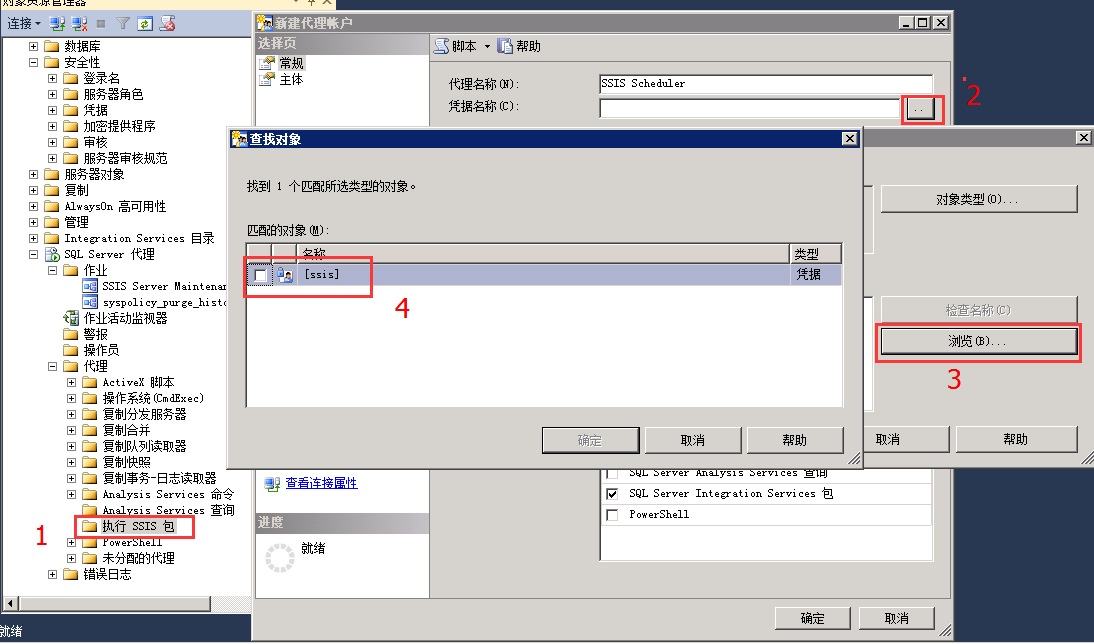 对象资源管理器
连接
数据库
安全性
登录名
服务器角色
凭据
加密提供程序
审核
服务器审核规范
服务器对象
复制
AlwaysOn 高可用性
管理
Integration Services 目录
SQL Server 代理
作业
SSIS Server Maintenan
syspolicy_purge_histo
作业活动监视器
警报
操作员
代理
ActiveX 脚本
操作系统(CmdExec)
复制分发服务器
复制合并
复制队列读取器
复制快照
复制事务-日志读取器
Analysis Services 命令
Analysis Services 查询
执行 SSIS 包
1
PowerShell
未分配的代理
错误日志
就绪
新建代理帐户
选择页
常规
主体
脚本
帮助
代理名称(N):
SSIS Scheduler
凭据名称(C):
..
2
查找对象
找到 1 个匹配所选类型的对象。
匹配的对象(M):
名称
类型
[ssis]
凭据
4
确定
取消
帮助
对象类型(O)...
检查名称(C)
浏览(B)...
3
取消
帮助
查看连接属性
进度
就绪
SQL Server Analysis Services 查询
SQL Server Integration Services 包
PowerShell
确定
取消